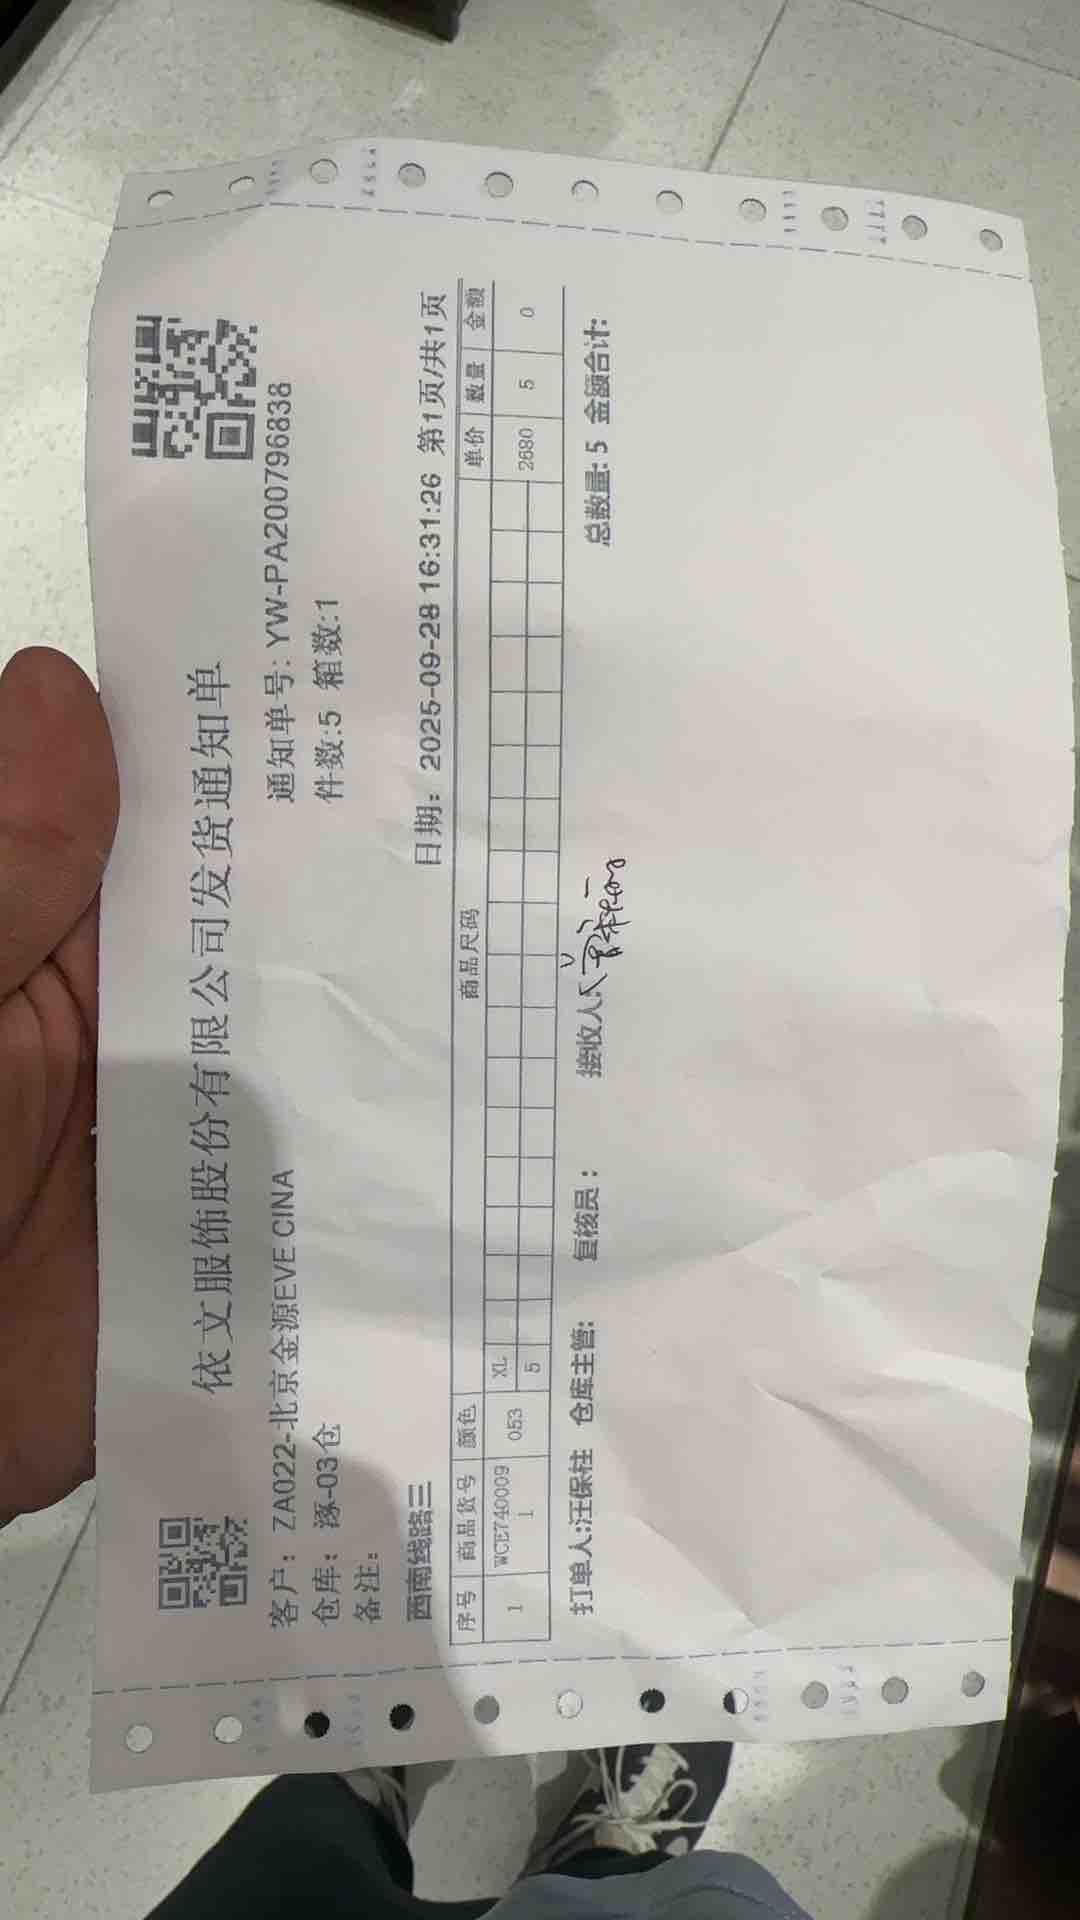 依文服饰股份有限公司发货通知单
客户: ZA022-北京金源EVE CINA 通知单号: YW-PA200796838
仓库: 涿-03仓 件数:5 箱数:1
备注:
西南线路三 日期: 2025-09-28 16:31:26 第1页/共1页
序号 商品货号 颜色 商品尺码 单价 数量 金额
XL
1 WCE740009 1 053 5 2680 5 0
打单人:汪保柱 仓库主管: 复核员: 接收人: 总数量: 5 金额合计: